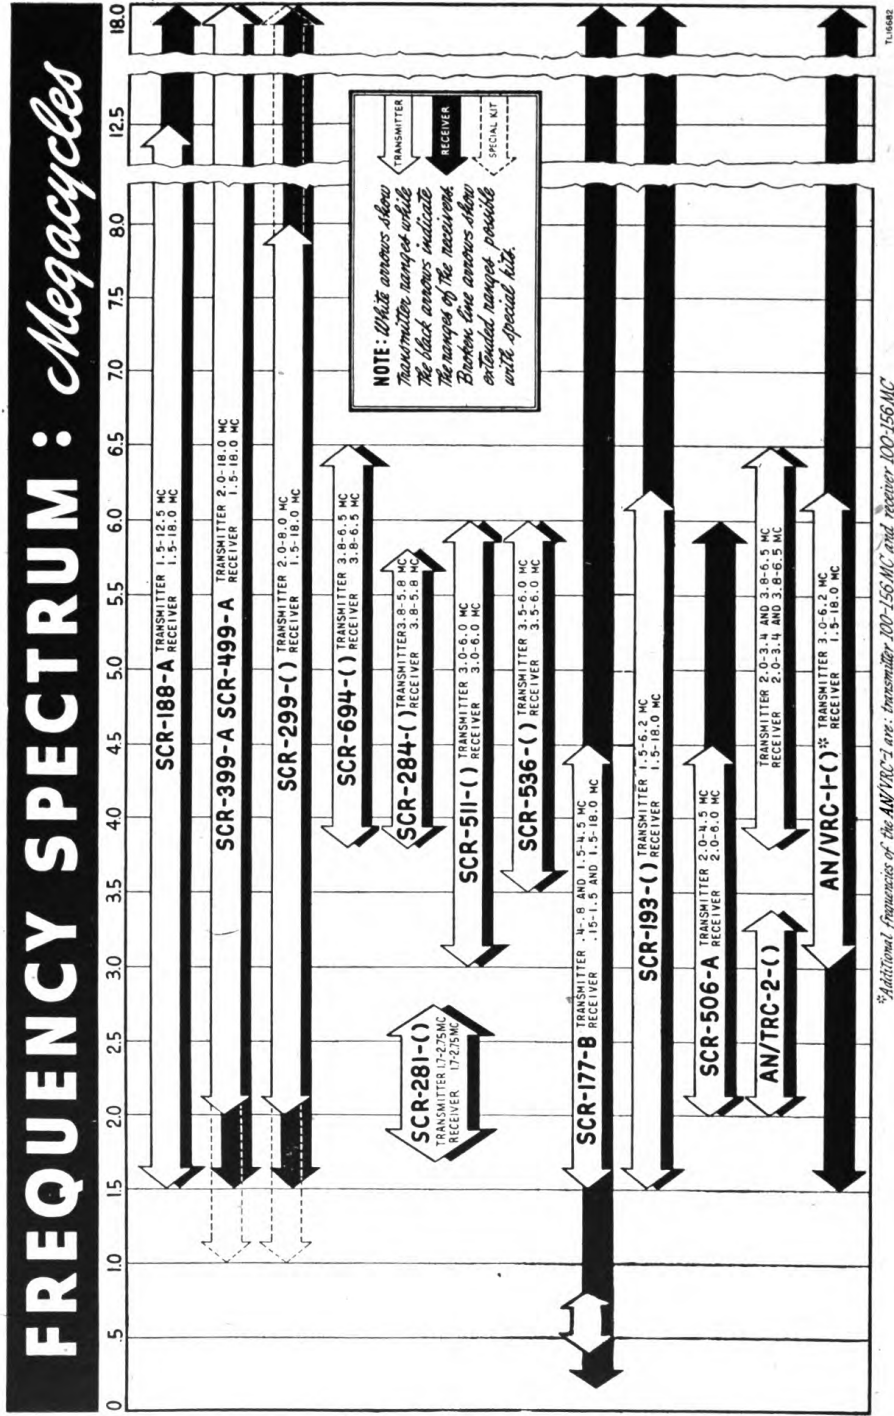 FREQUENCY SPECTRUM: Megacycles
0 .5 1.0 1.5 2.0 2.5 3.0 3.5 4.0 4.5 5.0 5.5 6.0 6.5 7.0 7.5 8.0 12.5 18.0
SCR-188-A TRANSMITTER 1.5-12.5 MC
RECEIVER 1.5-18.0 MC
SCR-399-A SCR-499-A TRANSMITTER 2.0-18.0 MC
RECEIVER 1.5-18.0 MC
SCR-299-( ) TRANSMITTER 2.0-8.0 MC
RECEIVER 1.5-18.0 MC
SCR-694-( ) TRANSMITTER 3.8-6.5 MC
RECEIVER 3.8-6.5 MC
SCR-284-( ) TRANSMITTER 3.8-5.8 MC
RECEIVER 3.8-5.8 MC
SCR-281-( )
TRANSMITTER 1.7-2.75MC
RECEIVER 1.7-2.75MC
SCR-511-( ) TRANSMITTER 3.0-6.0 MC
RECEIVER 3.0-6.0 MC
SCR-536-( ) TRANSMITTER 3.5-6.0 MC
RECEIVER 3.5-6.0 MC
NOTE: White arrows show
transmitter ranges while
the black arrows indicate
the ranges of the receivers.
Broken line arrows show
extended ranges possible
with special kits.
TRANSMITTER
RECEIVER
SPECIAL KIT
SCR-177-B TRANSMITTER .4-.8 AND 1.5-4.5 MC
RECEIVER .15-1.5 AND 1.5-18.0 MC
SCR-193-( ) TRANSMITTER 1.5-6.2 MC
RECEIVER 1.5-18.0 MC
SCR-506-A TRANSMITTER 2.0-4.5 MC
RECEIVER 2.0-6.0 MC
AN/TRC-2-( )
TRANSMITTER 2.0-3.4 AND 3.8-6.5 MC
RECEIVER 2.0-3.4 AND 3.8-6.5 MC
AN/VRC-1-( )* TRANSMITTER 3.0-6.2 MC
RECEIVER 1.5-18.0 MC
*Additional frequencies of the AN/VRC-1 are: transmitter 100-156 MC and receiver 100-156 MC
TL16682